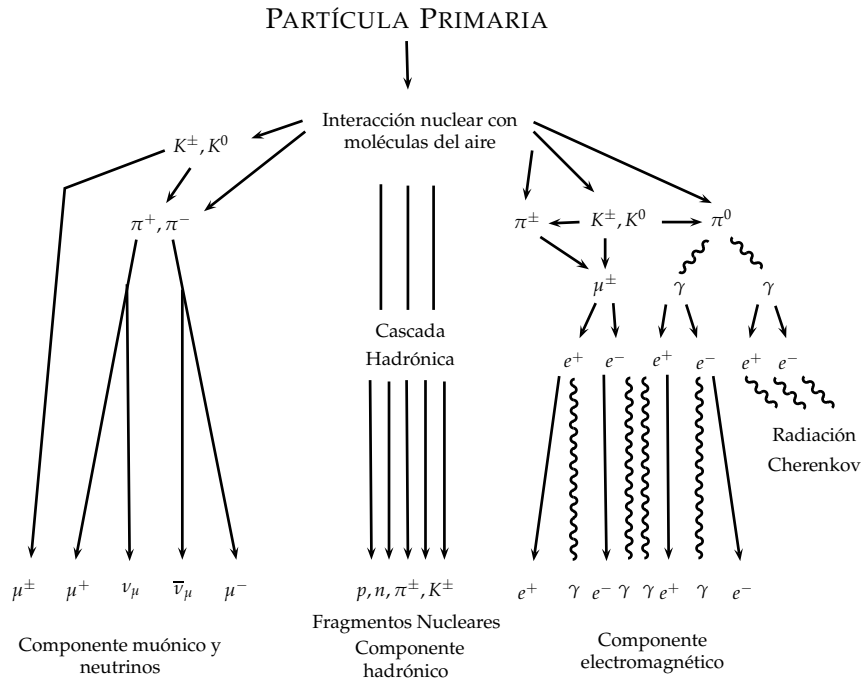 PARTÍCULA PRIMARIA
Interacción nuclear con
moléculas del aire
K±, K0
π+, π−
π± K±, K0 π0
μ± γ γ
Cascada
Hadrónica
e+ e− e+ e− e+ e−
Radiación
Cherenkov
μ± μ+ νμ ν̅μ μ−
p, n, π±, K±
e+ γ e− γ γ e+ γ e−
Fragmentos Nucleares
Componente muónico y
neutrinos
Componente
hadrónico
Componente
electromagnético